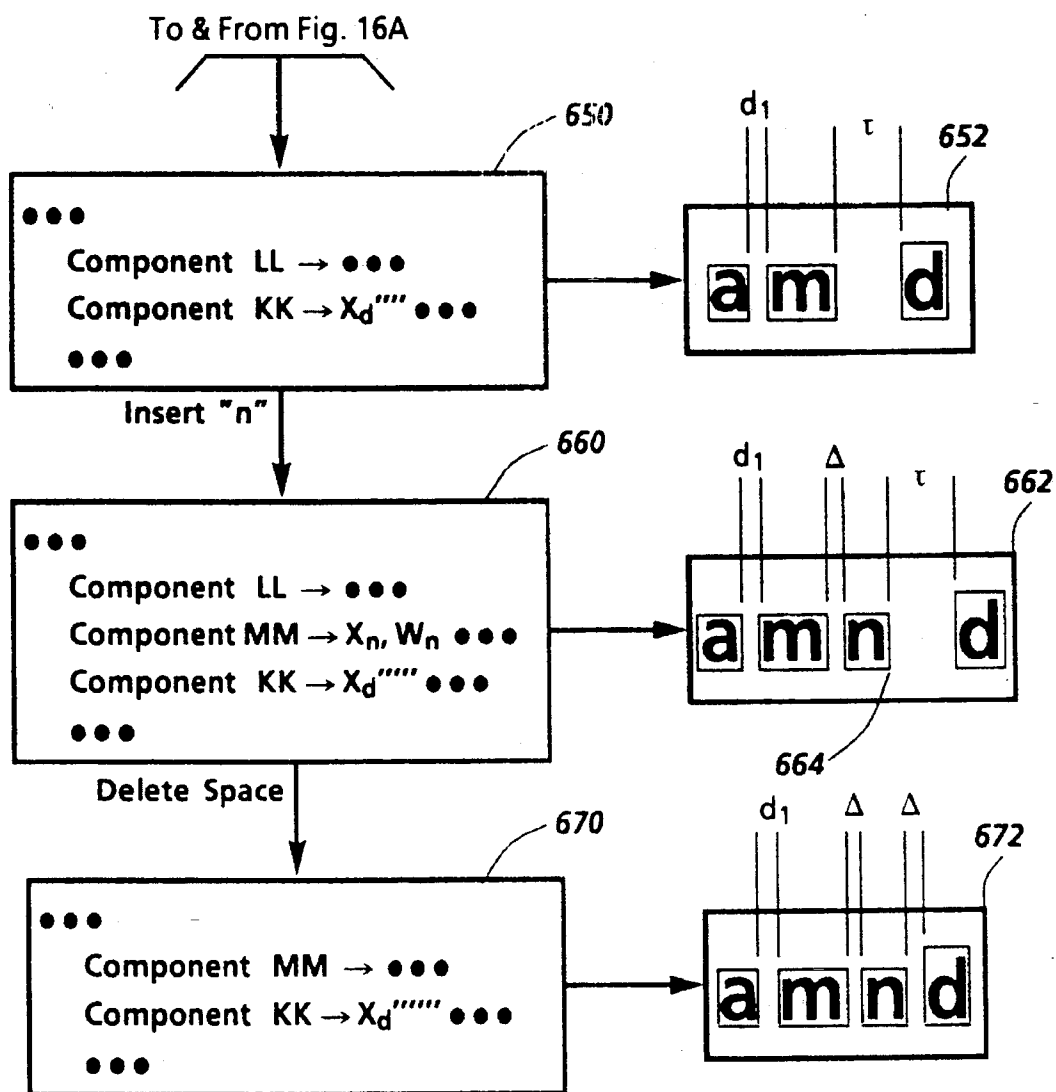 To & From Fig. 16A
650
d1 τ
652
●●●
Component LL → ●●●
Component KK → Xd'''' ●●●
●●●
a m d
Insert "n"
660
d1 Δ τ
662
●●●
Component LL → ●●●
Component MM → Xn, Wn ●●●
Component KK → Xd''''' ●●●
●●●
a m n d
664
Delete Space
670
d1 Δ Δ
672
●●●
Component MM → ●●●
Component KK → Xd'''''' ●●●
●●●
a m n d